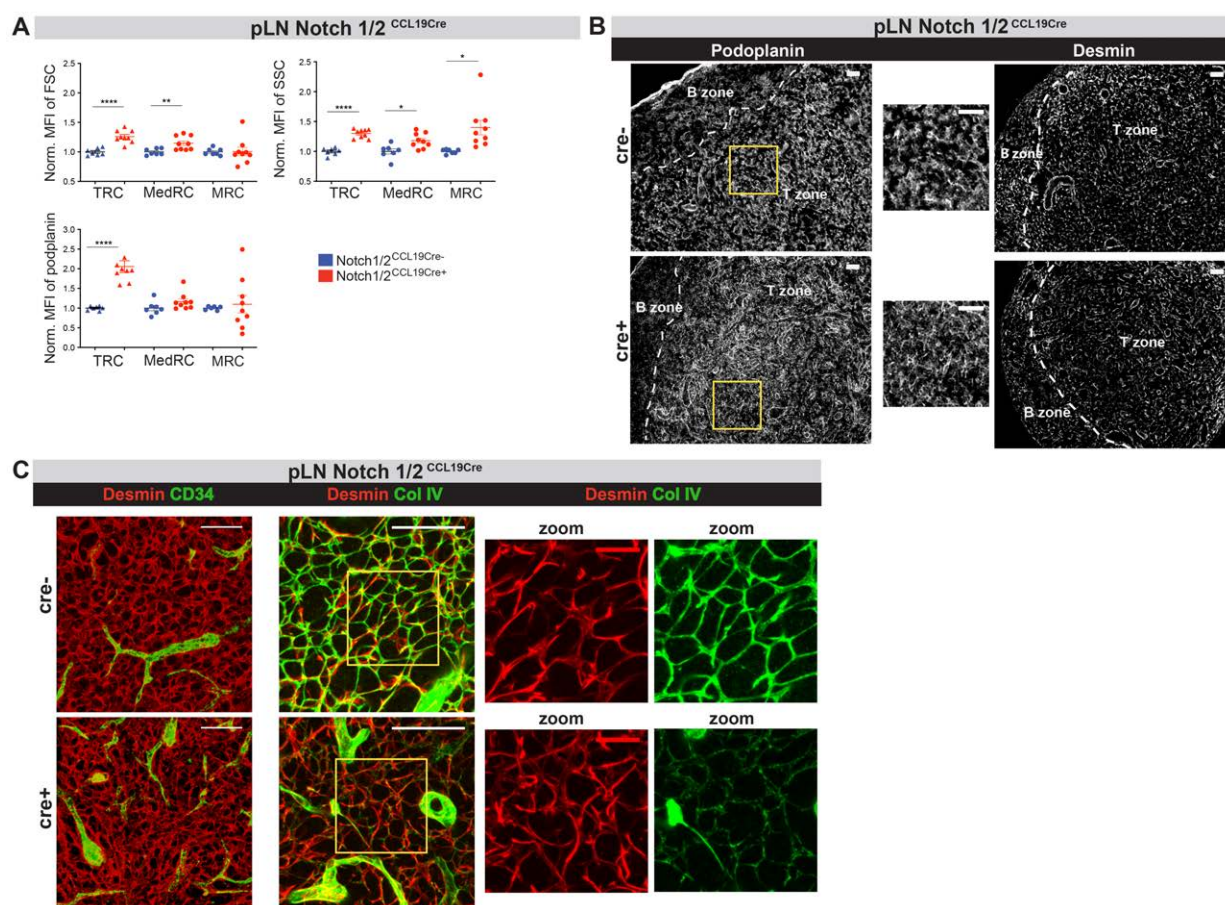 A
pLN Notch 1/2 CCL19Cre
Norm. MFI of FSC
2.5
2.0
1.5
1.0
0.5
****
**
TRC
MedRC
MRC
Norm. MFI of SSC
2.5
2.0
1.5
1.0
0.5
****
*
*
TRC
MedRC
MRC
Norm. MFI of podplanin
3.0
2.5
2.0
1.5
1.0
0.5
0.0
****
TRC
MedRC
MRC
Notch1/2CCL19Cre-
Notch1/2CCL19Cre+
B
pLN Notch 1/2 CCL19Cre
Podoplanin
Desmin
cre-
B zone
T zone
B zone
T zone
cre+
B zone
T zone
B zone
T zone
C
pLN Notch 1/2 CCL19Cre
Desmin CD34
Desmin Col IV
Desmin Col IV
cre-
zoom
zoom
cre+
zoom
zoom